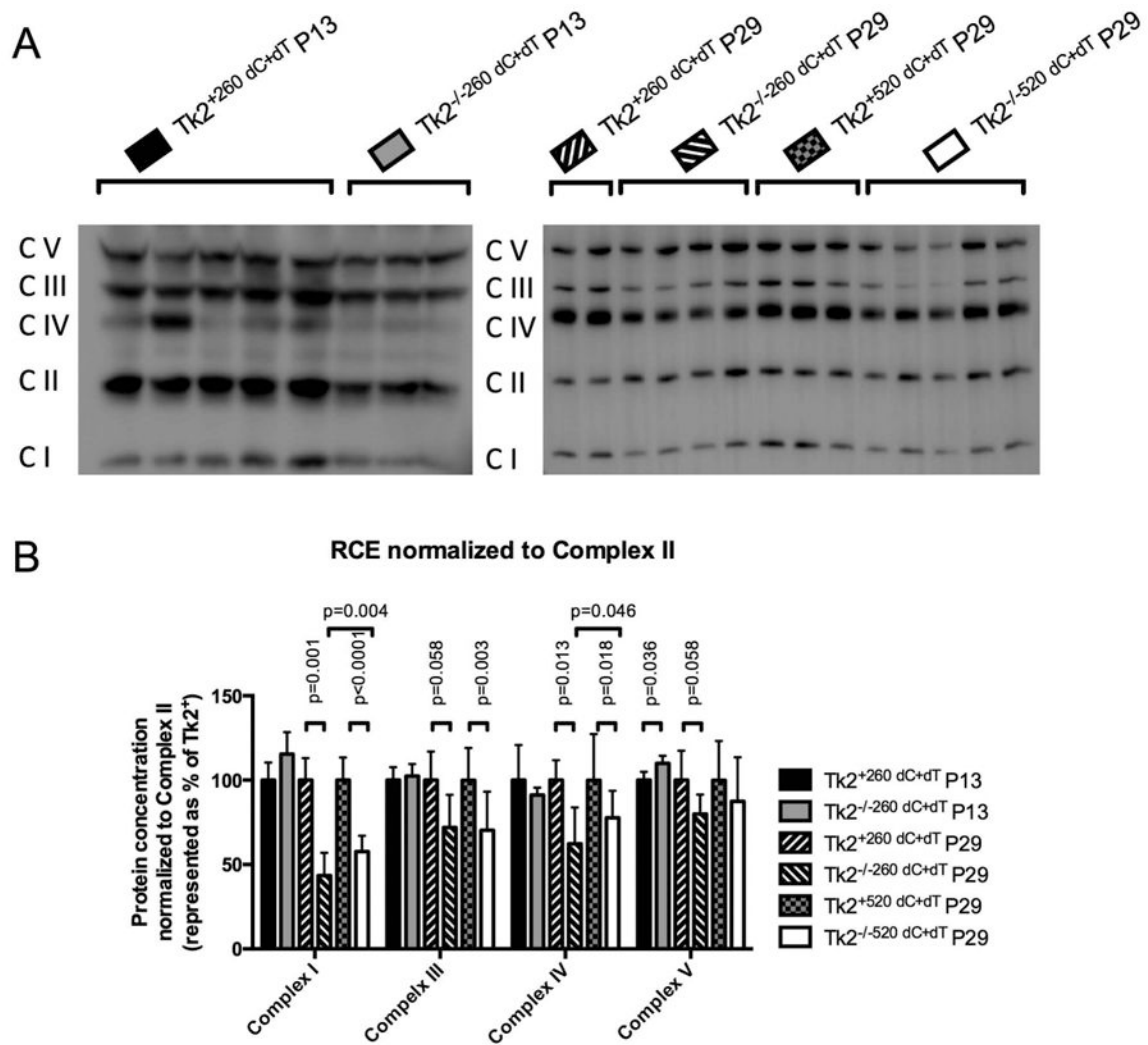 A
Tk2+260 dC+dT P13
Tk2-/-260 dC+dT P13
Tk2+260 dC+dT P29
Tk2-/-260 dC+dT P29
Tk2+520 dC+dT P29
Tk2-/-520 dC+dT P29
C V
C III
C IV
C II
C I
C V
C III
C IV
C II
C I
B
RCE normalized to Complex II
p=0.004
p=0.046
p=0.001
p<0.0001
p=0.058
p=0.003
p=0.013
p=0.018
p=0.036
p=0.058
Protein concentration
normalized to Complex II
(represented as % of Tk2+)
150
100
50
0
Complex I
Compelx III
Complex IV
Complex V
Tk2+260 dC+dT P13
Tk2-/-260 dC+dT P13
Tk2+260 dC+dT P29
Tk2-/-260 dC+dT P29
Tk2+520 dC+dT P29
Tk2-/-520 dC+dT P29